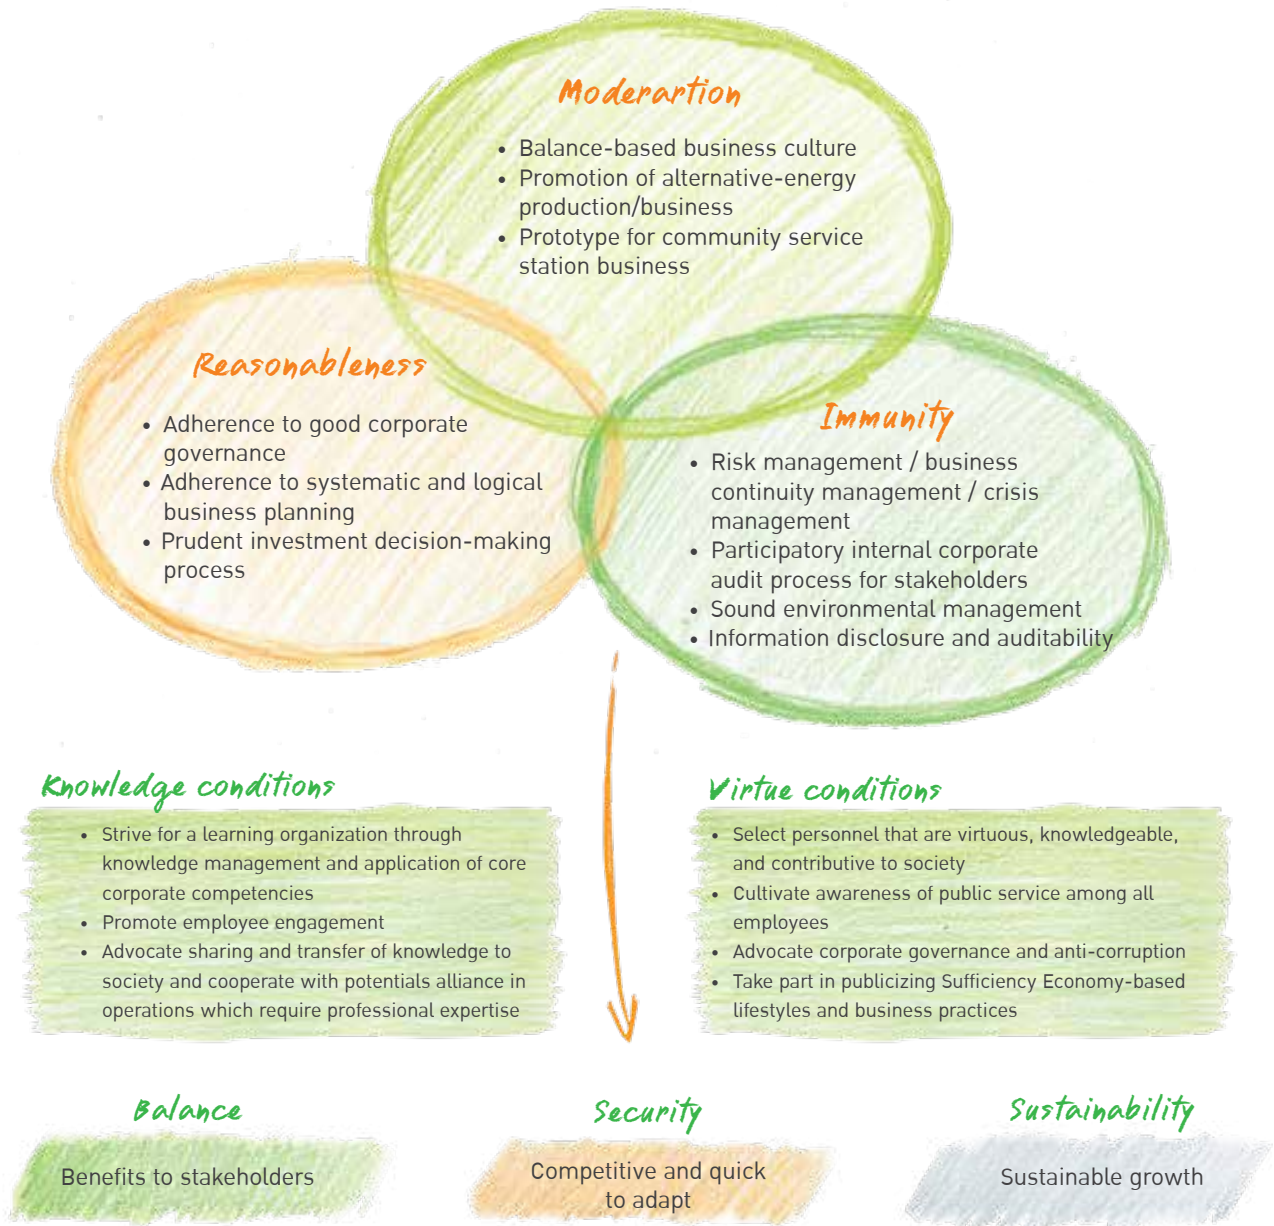 Moderartion
• Balance-based business culture
• Promotion of alternative-energy
production/business
• Prototype for community service
station business
Reasonableness
• Adherence to good corporate
governance
• Adherence to systematic and logical
business planning
• Prudent investment decision-making
process
Immunity
• Risk management / business
continuity management / crisis
management
• Participatory internal corporate
audit process for stakeholders
• Sound environmental management
• Information disclosure and auditability
Knowledge conditions
• Strive for a learning organization through
knowledge management and application of core
corporate competencies
• Promote employee engagement
• Advocate sharing and transfer of knowledge to
society and cooperate with potentials alliance in
operations which require professional expertise
Virtue conditions
• Select personnel that are virtuous, knowledgeable,
and contributive to society
• Cultivate awareness of public service among all
employees
• Advocate corporate governance and anti-corruption
• Take part in publicizing Sufficiency Economy-based
lifestyles and business practices
Balance
Benefits to stakeholders
Security
Competitive and quick
to adapt
Sustainability
Sustainable growth